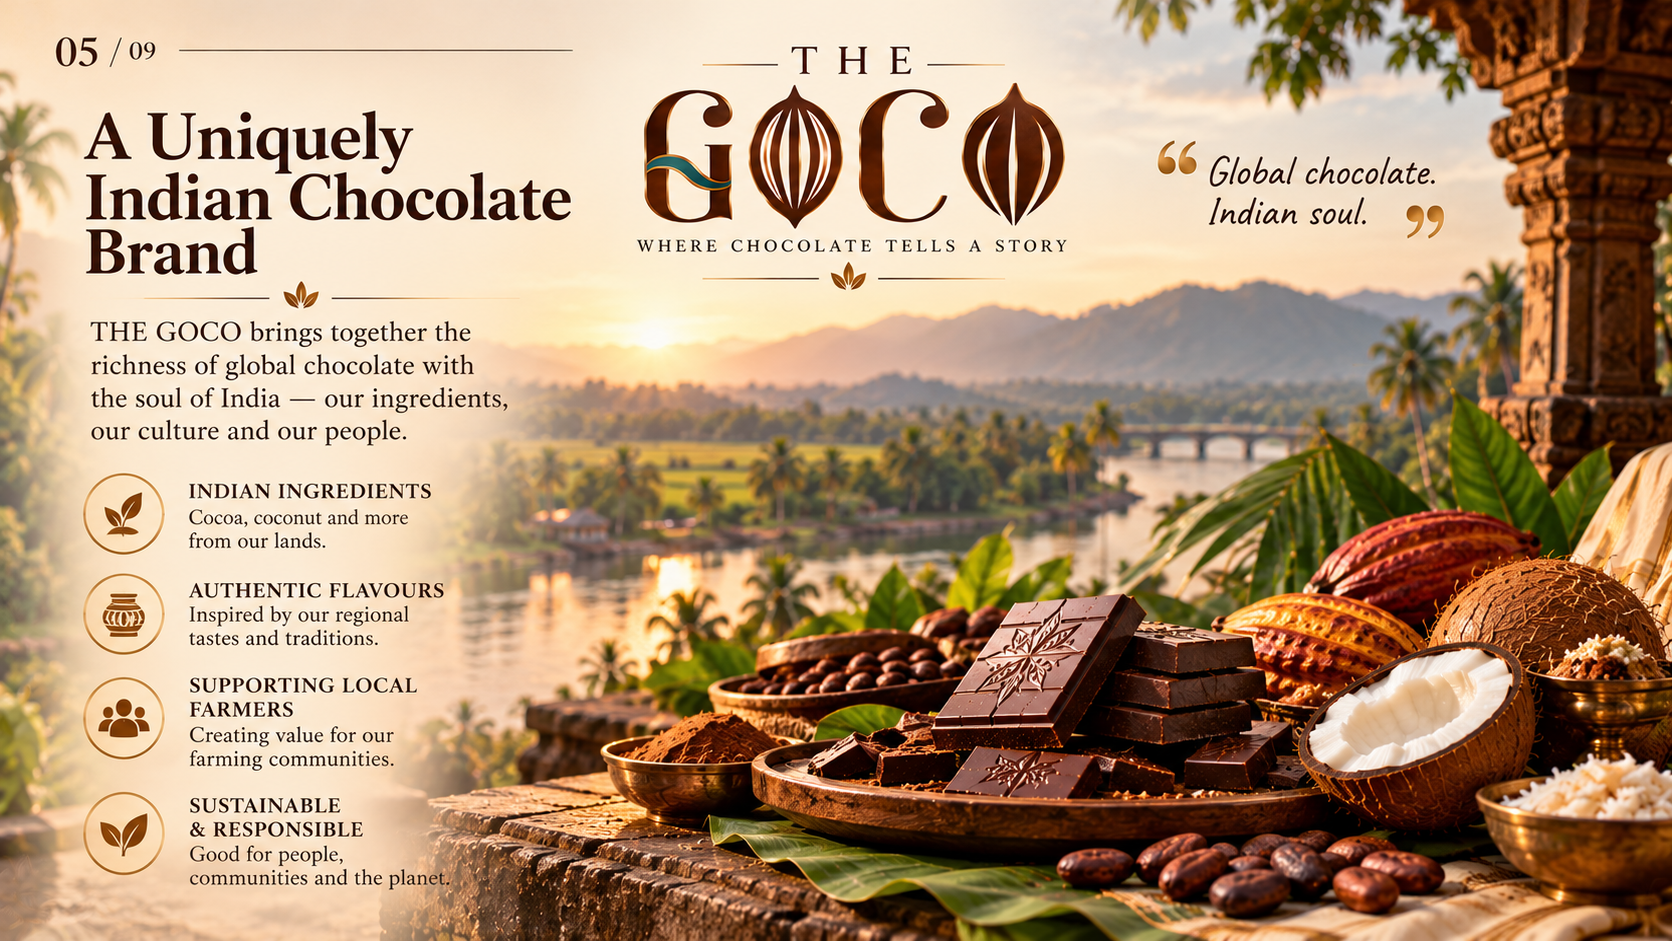 05 / 09
A Uniquely
Indian Chocolate
Brand
THE GOCO brings together the
richness of global chocolate with
the soul of India — our ingredients,
our culture and our people.
INDIAN INGREDIENTS
Cocoa, coconut and more
from our lands.
AUTHENTIC FLAVOURS
Inspired by our regional
tastes and traditions.
SUPPORTING LOCAL
FARMERS
Creating value for our
farming communities.
SUSTAINABLE
& RESPONSIBLE
Good for people,
communities and the planet.
THE
GOCO
WHERE CHOCOLATE TELLS A STORY
“Global chocolate.
Indian soul.”